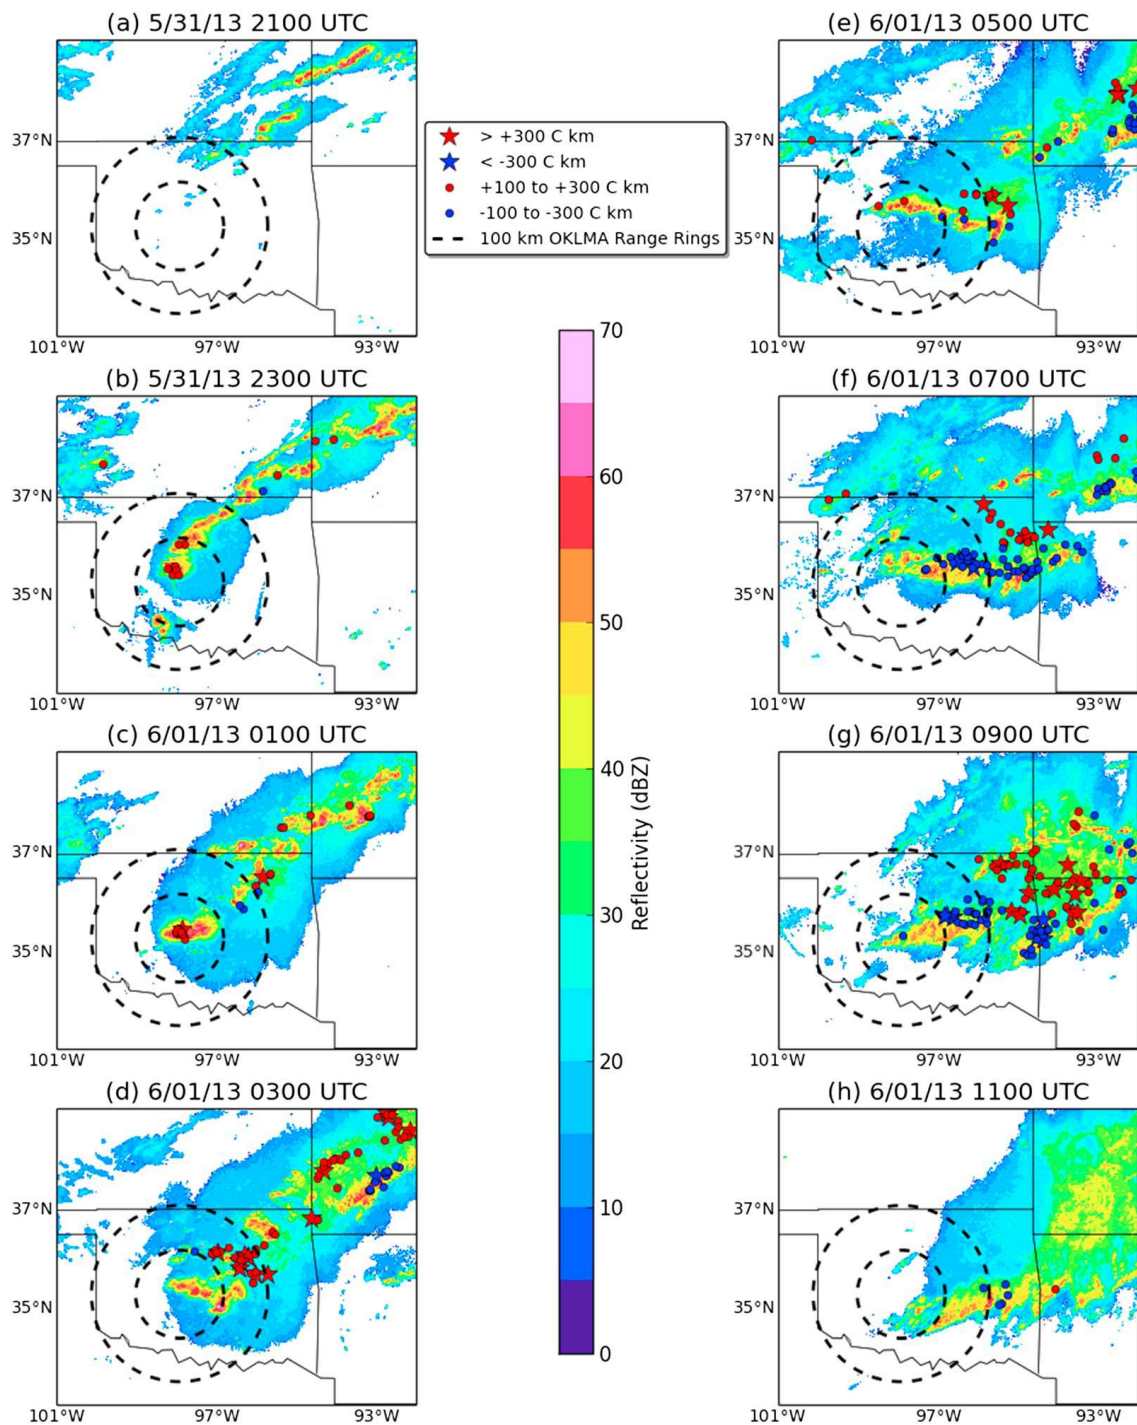 (a) 5/31/13 2100 UTC
37°N
35°N
101°W 97°W 93°W
> +300 C km
< -300 C km
+100 to +300 C km
-100 to -300 C km
100 km OKLMA Range Rings
(e) 6/01/13 0500 UTC
37°N
35°N
101°W 97°W 93°W
(b) 5/31/13 2300 UTC
37°N
35°N
101°W 97°W 93°W
(f) 6/01/13 0700 UTC
37°N
35°N
101°W 97°W 93°W
70
60
50
40
30
20
10
0
Reflectivity (dBZ)
(c) 6/01/13 0100 UTC
37°N
35°N
101°W 97°W 93°W
(g) 6/01/13 0900 UTC
37°N
35°N
101°W 97°W 93°W
(d) 6/01/13 0300 UTC
37°N
35°N
101°W 97°W 93°W
(h) 6/01/13 1100 UTC
37°N
35°N
101°W 97°W 93°W